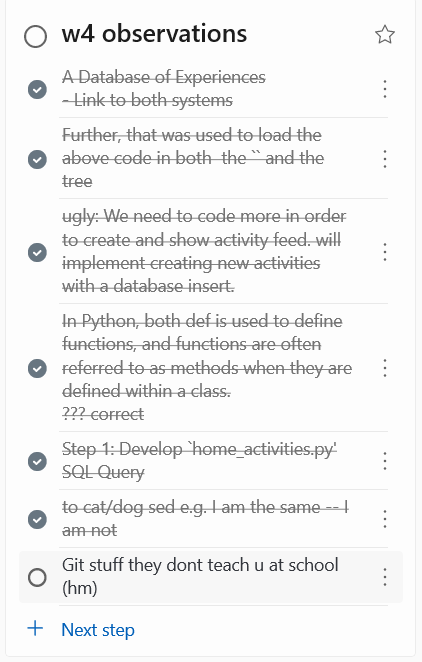 w4 observations
A Database of Experiences
- Link to both systems
Further, that was used to load the
above code in both  the `` and the
tree
ugly: We need to code more in order
to create and show activity feed. will
implement creating new activities
with a database insert.
In Python, both def is used to define
functions, and functions are often
referred to as methods when they are
defined within a class.
??? correct
Step 1: Develop `home_activities.py'
SQL Query
to cat/dog sed e.g. I am the same -- I
am not
Git stuff they dont teach u at school
(hm)
Next step